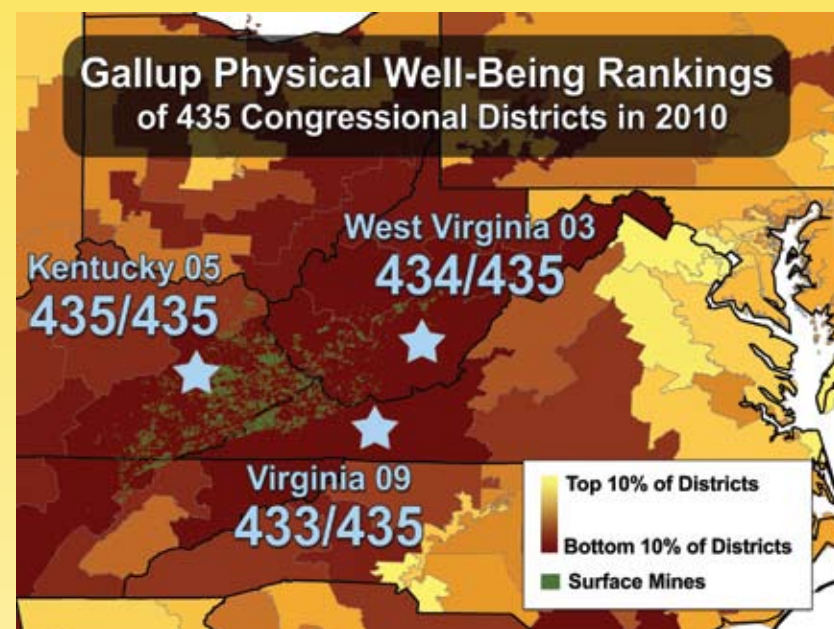 Gallup Physical Well-Being Rankings
of 435 Congressional Districts in 2010
West Virginia 03
434/435
Kentucky 05
435/435
Virginia 09
433/435
Top 10% of Districts
Bottom 10% of Districts
Surface Mines